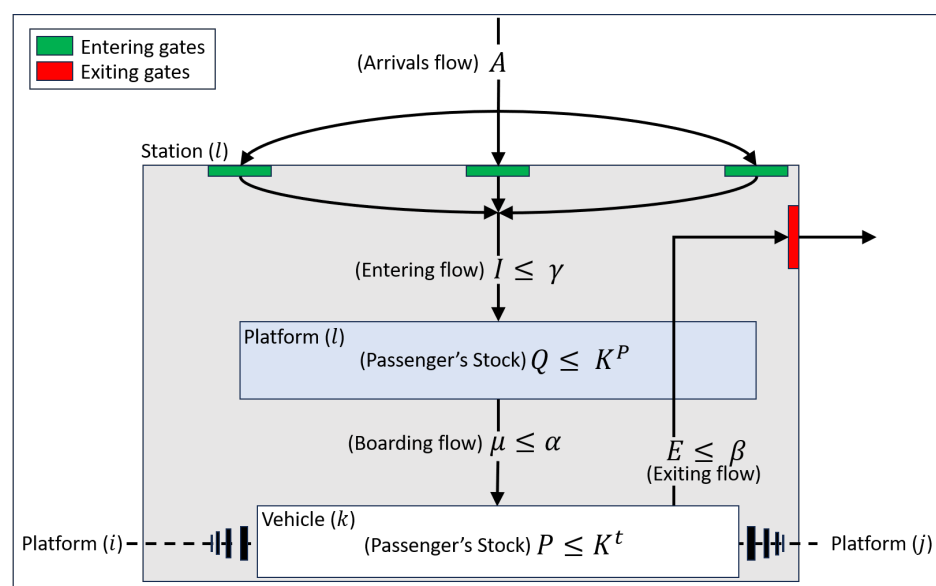 Entering gates
Exiting gates
(Arrivals flow) A
Station (l)
(Entering flow) I ≤ γ
Platform (l)
(Passenger's Stock) Q ≤ K^P
(Boarding flow) μ ≤ α
E ≤ β
(Exiting flow)
Vehicle (k)
Platform (i)
(Passenger's Stock) P ≤ K^t
Platform (j)